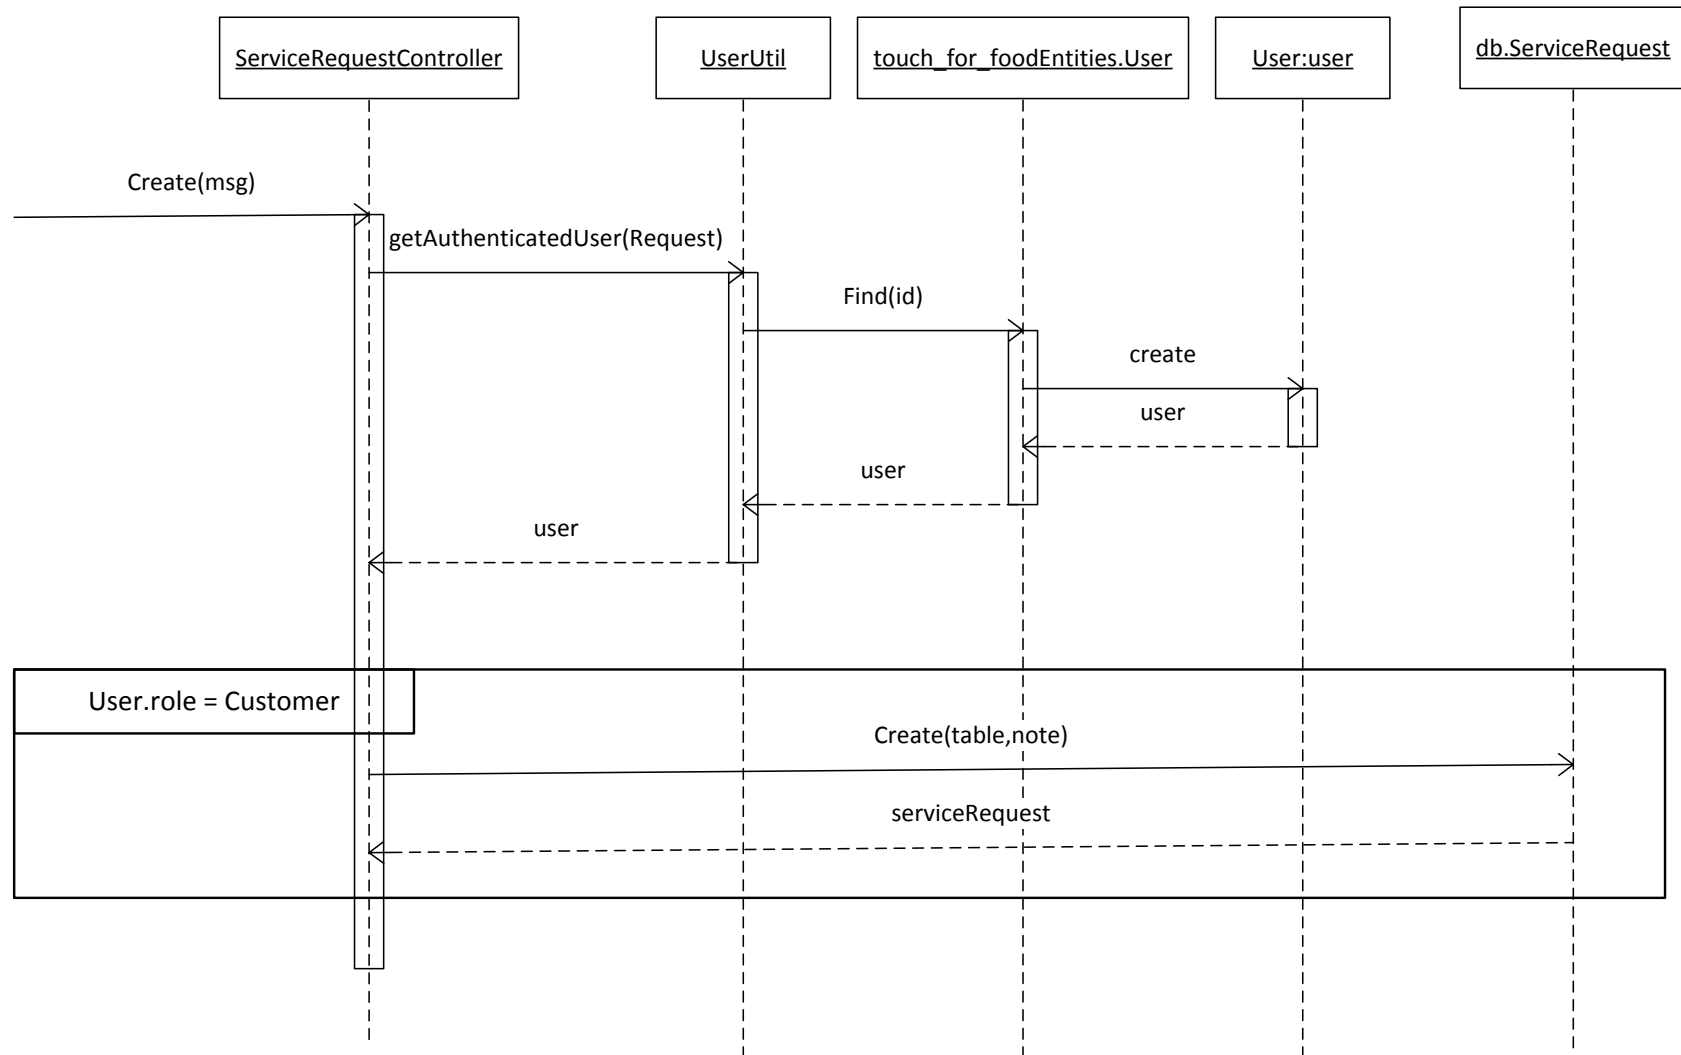 ServiceRequestController
UserUtil
touch_for_foodEntities.User
User:user
db.ServiceRequest
Create(msg)
getAuthenticatedUser(Request)
Find(id)
create
user
user
user
User.role = Customer
Create(table,note)
serviceRequest